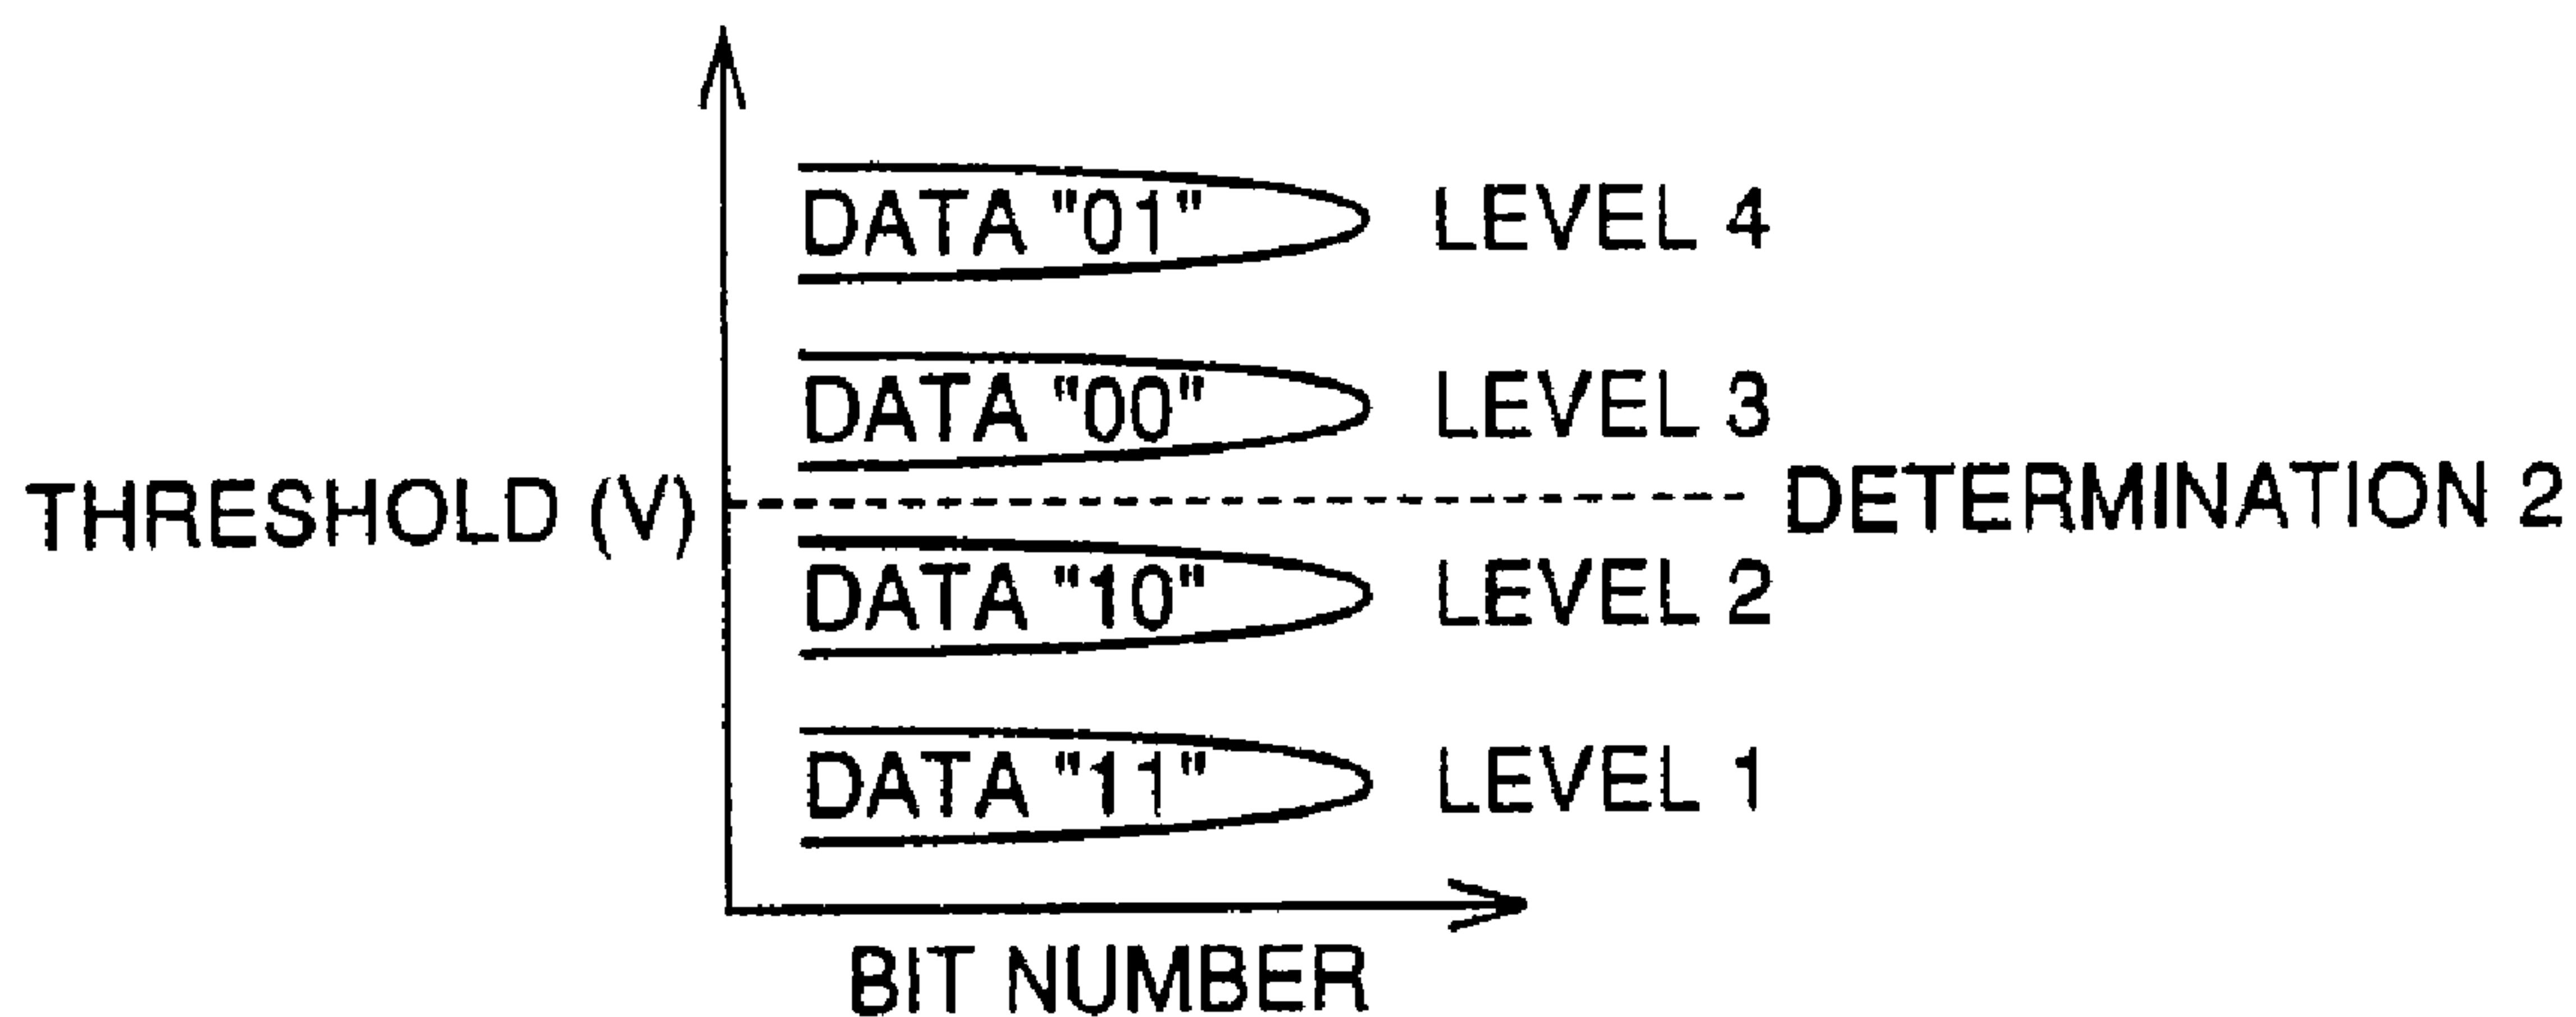 DATA "01" LEVEL 4
DATA "00" LEVEL 3
THRESHOLD (V) DETERMINATION 2
DATA "10" LEVEL 2
DATA "11" LEVEL 1
BIT NUMBER